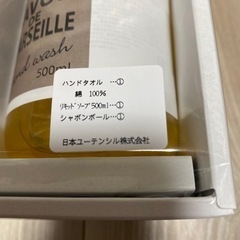 DE
hand wash
500ml
ハンドタオル …①
綿 100%
リキッドソープ500ml…①
シャボンボール…①
日本ユーテンシル株式会社